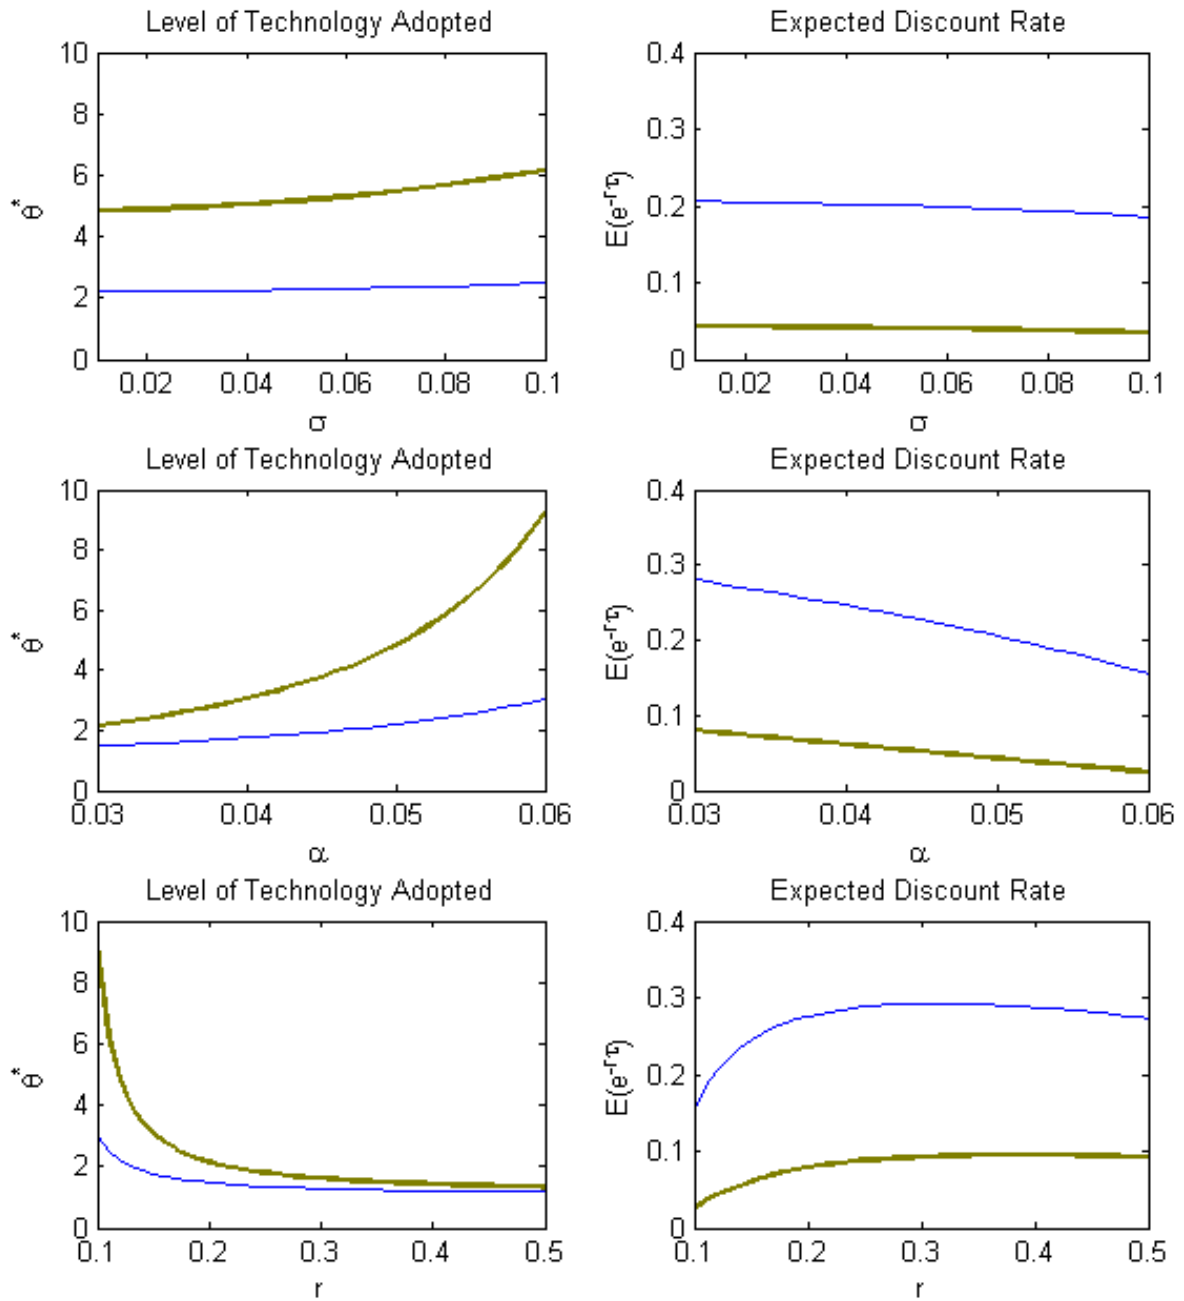 Level of Technology Adopted
10
8
6
4
2
0
θ*
0.02 0.04 0.06 0.08 0.1
σ
Expected Discount Rate
0.4
0.3
0.2
0.1
0
E(e-rτ)
0.02 0.04 0.06 0.08 0.1
σ
Level of Technology Adopted
10
8
6
4
2
0
θ*
0.03 0.04 0.05 0.06
α
Expected Discount Rate
0.4
0.3
0.2
0.1
0
E(e-rτ)
0.03 0.04 0.05 0.06
α
Level of Technology Adopted
10
8
6
4
2
0
θ*
0.1 0.2 0.3 0.4 0.5
r
Expected Discount Rate
0.4
0.3
0.2
0.1
0
E(e-rτ)
0.1 0.2 0.3 0.4 0.5
r